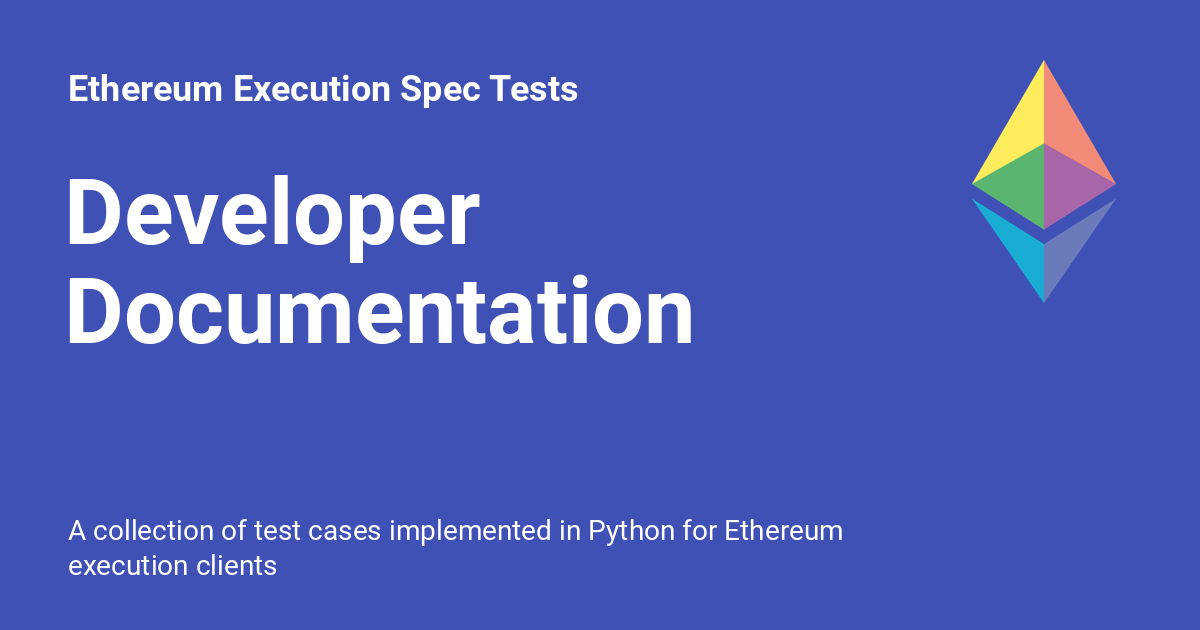 Ethereum Execution Spec Tests
Developer
Documentation
A collection of test cases implemented in Python for Ethereum
execution clients